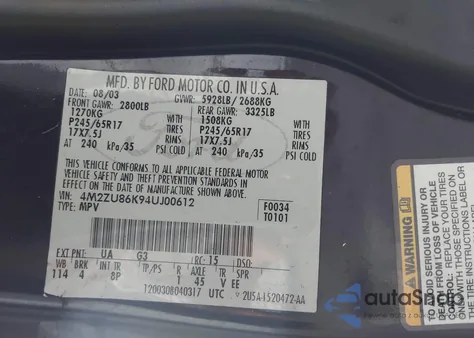 MFD. BY FORD MOTOR CO. IN U.S.A.
DATE: 08/03 GVWR: 5928LB/2688KG
FRONT GAWR: 2800LB REAR GAWR: 3325LB
1270KG WITH 1508KG WITH
P245/65R17 TIRES P245/65R17 TIRES
17X7.5J RIMS 17X7.5J RIMS
AT 240 kPa/35 PSI COLD AT 240 kPa/35 PSI COLD
THIS VEHICLE CONFORMS TO ALL APPLICABLE
FEDERAL MOTOR VEHICLE SAFETY AND THEFT PREVENTION
STANDARDS IN EFFECT ON THE DATE OF MANUFACTURE
SHOWN ABOVE.
VIN: 4M2ZU86K94UJ00612
TYPE: MPV
F0034
T0101
EXT PNT: UA G3 RC: 15 DSO:
WB BRK INT TR TP/PS R AXLE TR SPR
114 4 8P 1 45 V EE
1200308040317 UTC
2U5A-1520472-AA
WARNING
REPLACE YOUR TIRES
autoSnap